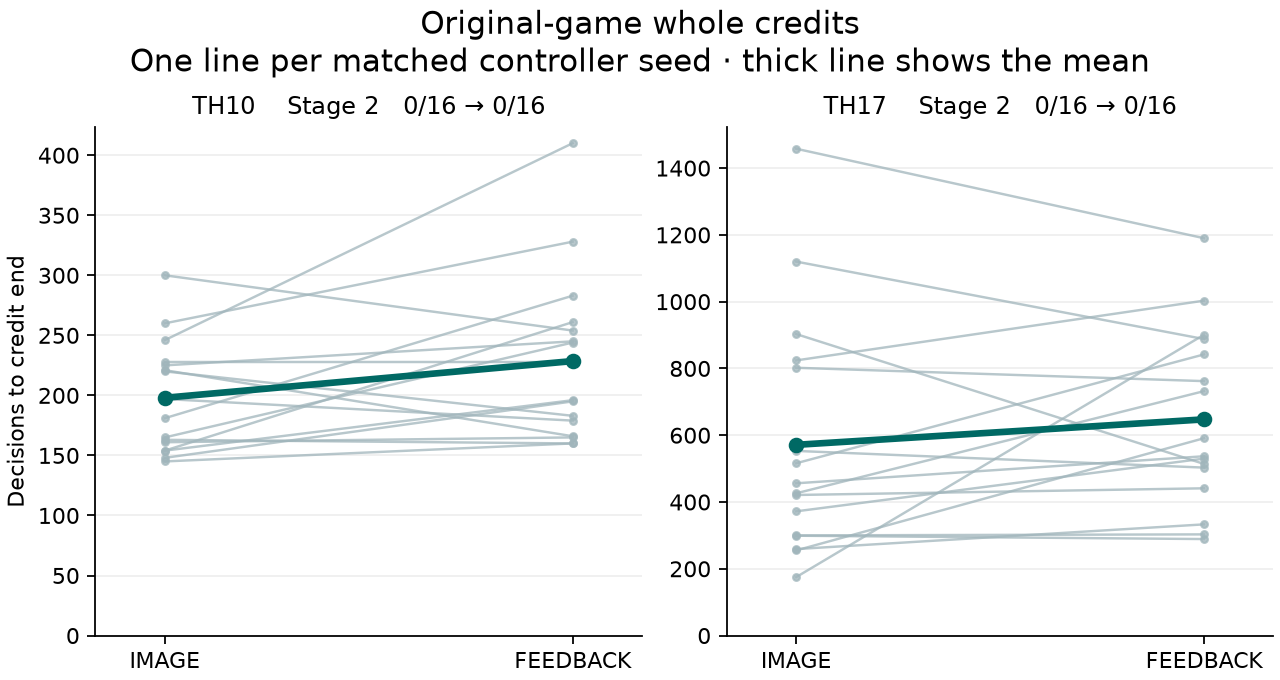 Original-game whole credits
One line per matched controller seed · thick line shows the mean
TH10 Stage 2 0/16 → 0/16
Decisions to credit end
400
350
300
250
200
150
100
50
0
IMAGE
FEEDBACK
TH17 Stage 2 0/16 → 0/16
1400
1200
1000
800
600
400
200
0
IMAGE
FEEDBACK